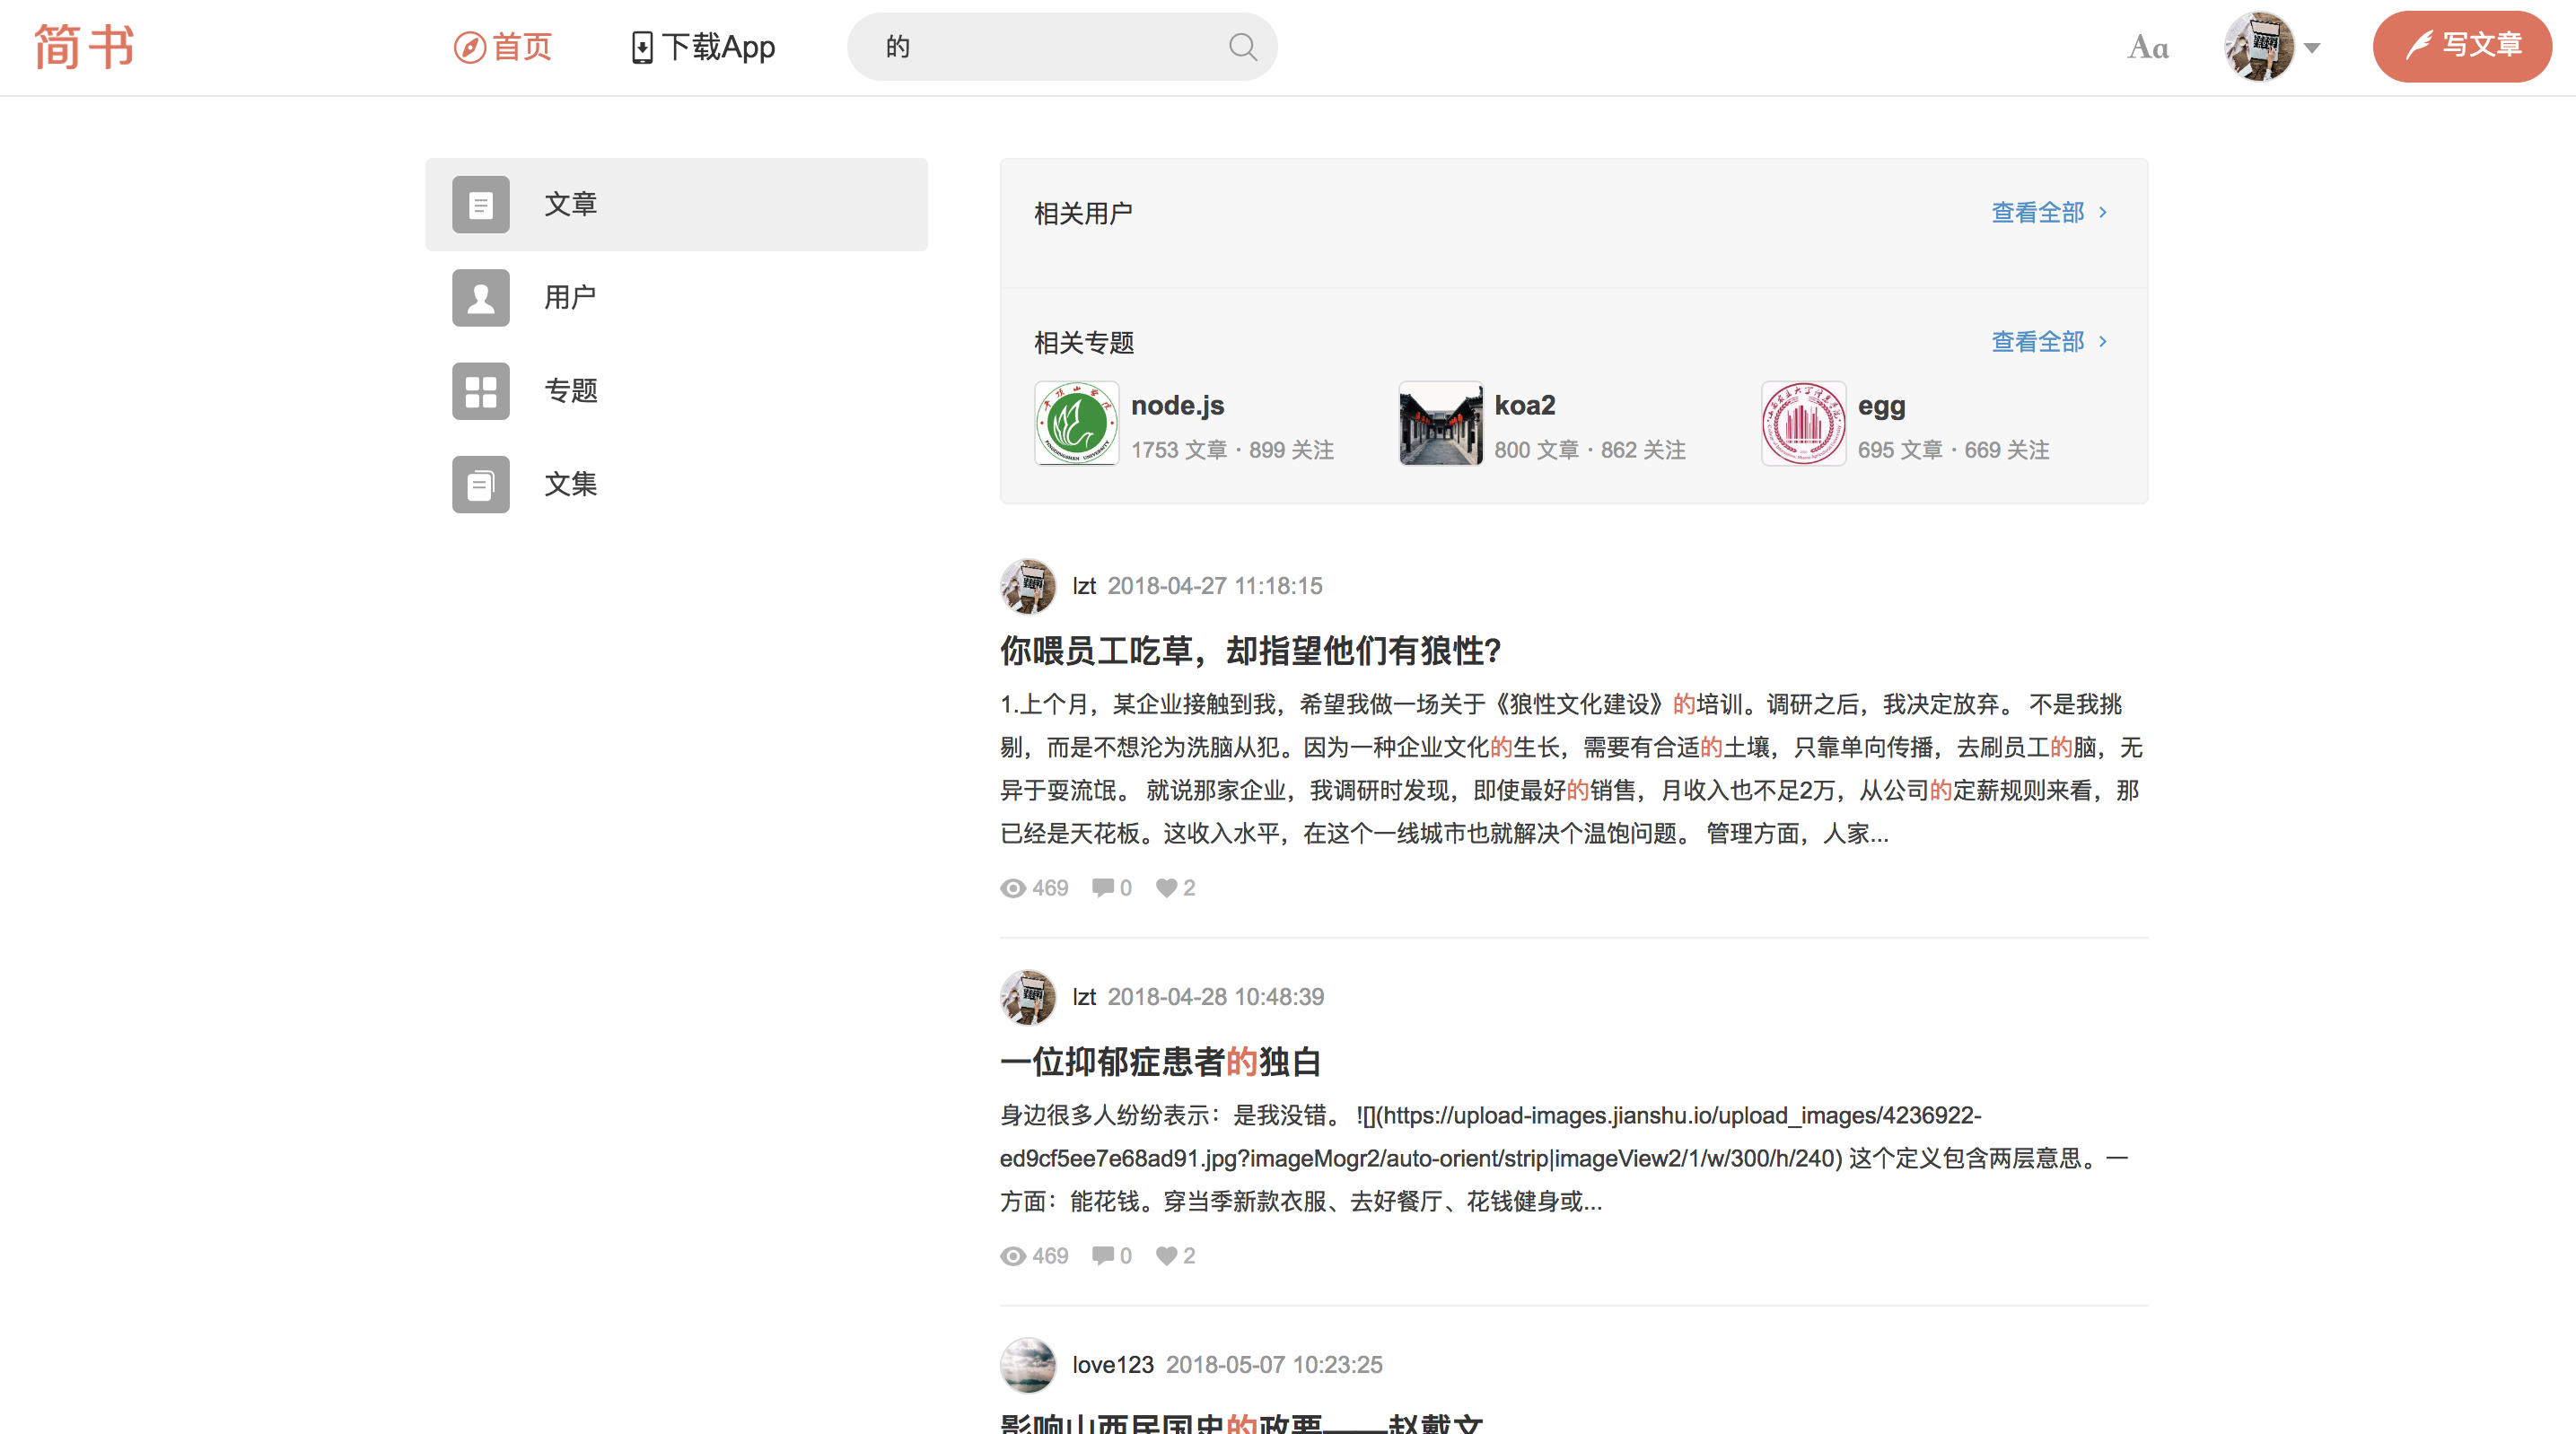 简书
首页
下载App
的
Aa
写文章
文章
用户
专题
文集
相关用户
查看全部
相关专题
查看全部
node.js
1753 文章 · 899 关注
koa2
800 文章 · 862 关注
egg
695 文章 · 669 关注
lzt 2018-04-27 11:18:15
你喂员工吃草，却指望他们有狼性？
1.上个月，某企业接触到我，希望我做一场关于《狼性文化建设》的培训。调研之后，我决定放弃。 不是我挑
剔，而是不想沦为洗脑从犯。因为一种企业文化的生长，需要有合适的土壤，只靠单向传播，去刷员工的脑，无
异于耍流氓。 就说那家企业，我调研时发现，即使最好的销售，月收入也不足2万，从公司的定薪规则来看，那
已经是天花板。这收入水平，在这个一线城市也就解决个温饱问题。 管理方面，人家...
469 0 2
lzt 2018-04-28 10:48:39
一位抑郁症患者的独白
身边很多人纷纷表示：是我没错。 ![](https://upload-images.jianshu.io/upload_images/4236922-
ed9cf5ee7e68ad91.jpg?imageMogr2/auto-orient/strip|imageView2/1/w/300/h/240) 这个定义包含两层意思。一
方面：能花钱。穿当季新款衣服、去好餐厅、花钱健身或...
469 0 2
love123 2018-05-07 10:23:25
影响山西民国史的政要——赵戴文